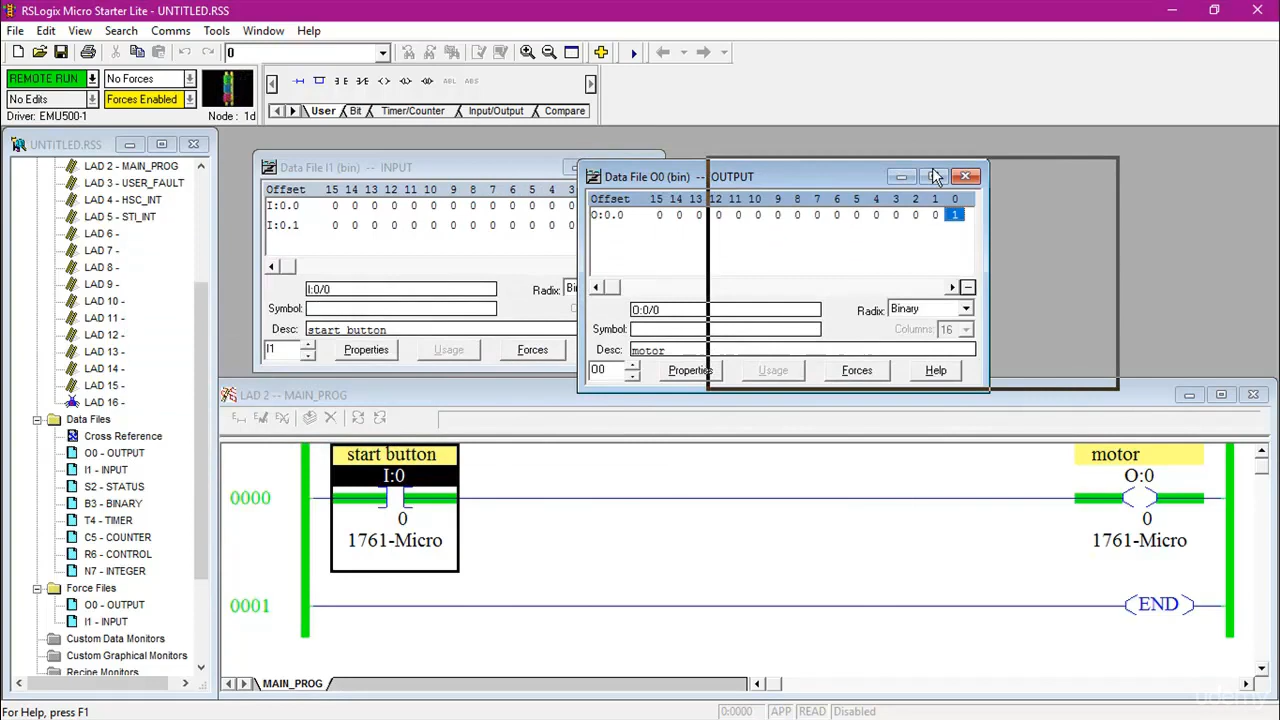 RSLogix Micro Starter Lite - UNTITLED.RSS
File Edit View Search Comms Tools Window Help
0
REMOTE RUN No Forces
No Edits Forces Enabled
Driver: EMU500-1 Node : 1d
ABL ABS
User Bit Timer/Counter Input/Output Compare
UNTITLED.RSS
LAD 2 - MAIN_PROG
LAD 3 - USER_FAULT
LAD 4 - HSC_INT
LAD 5 - STI_INT
LAD 6 -
LAD 7 -
LAD 8 -
LAD 9 -
LAD 10 -
LAD 11 -
LAD 12 -
LAD 13 -
LAD 14 -
LAD 15 -
LAD 16 -
Data Files
Cross Reference
O0 - OUTPUT
I1 - INPUT
S2 - STATUS
B3 - BINARY
T4 - TIMER
C5 - COUNTER
R6 - CONTROL
N7 - INTEGER
Force Files
O0 - OUTPUT
I1 - INPUT
Custom Data Monitors
Custom Graphical Monitors
Recipe Monitors
Data File I1 (bin) -- INPUT
Offset 15 14 13 12 11 10 9 8 7 6 5 4 3
I:0.0 0 0 0 0 0 0 0 0 0 0 0 0 0
I:0.1 0 0 0 0 0 0 0 0 0 0 0 0 0
I:0/0 Radix: Bi
Symbol:
Desc: start button
I1 Properties Usage Forces
Data File O0 (bin) -- OUTPUT
Offset 15 14 13 12 11 10 9 8 7 6 5 4 3 2 1 0
O:0.0 0 0 0 0 0 0 0 0 0 0 0 0 0 0 0 1
O:0/0 Radix: Binary
Symbol: Columns: 16
Desc: motor
O0 Properties Usage Forces Help
LAD 2 -- MAIN_PROG
start button motor
I:0 O:0
0000
0 0
1761-Micro 1761-Micro
0001 END
MAIN_PROG
For Help, press F1 0:0000 APP READ Disabled
udemy